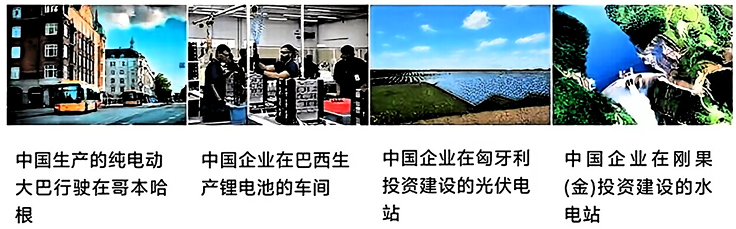 中国生产的纯电动
大巴行驶在哥本哈
根
中国企业在巴西生
产锂电池的车间
中国企业在匈牙利
投资建设的光伏电
站
中国企业在刚果
(金)投资建设的水
电站